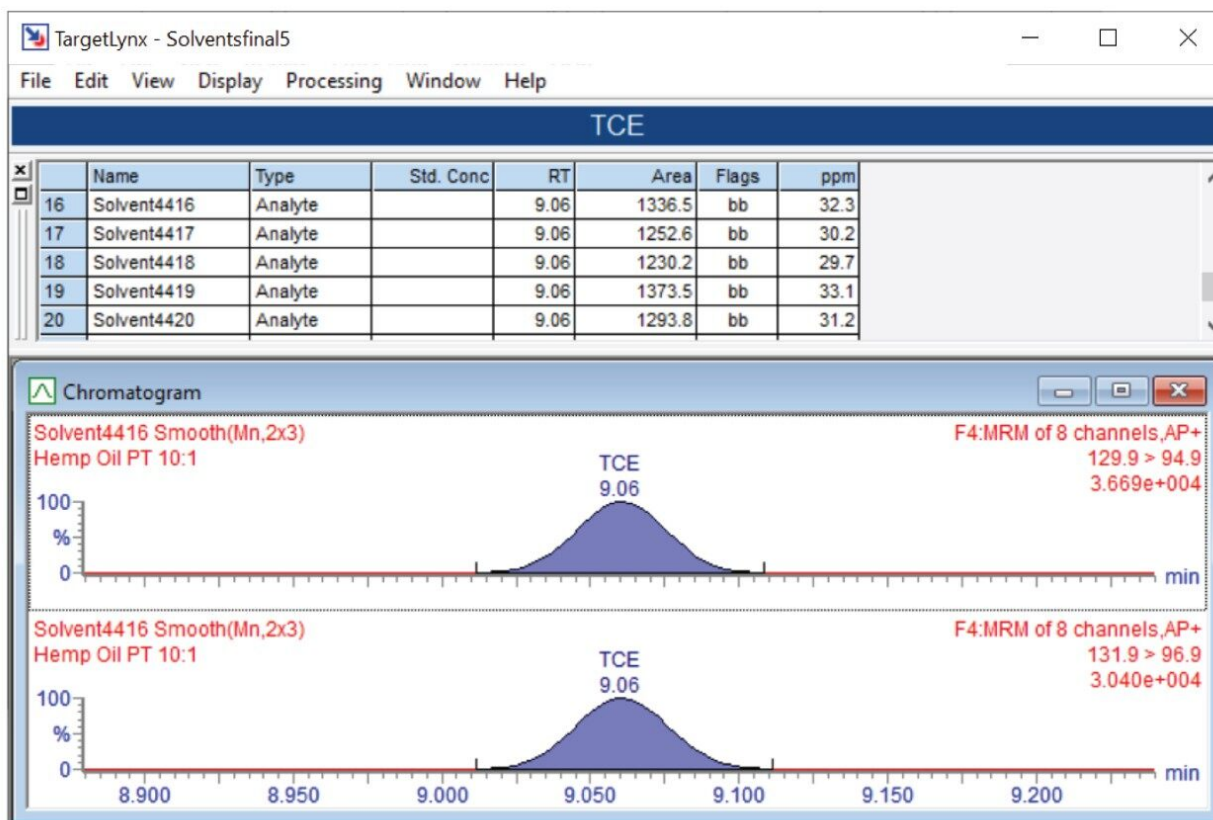 TargetLynx - Solventsfinal5
File Edit View Display Processing Window Help
TCE
Name Type Std. Conc RT Area Flags ppm
16 Solvent4416 Analyte 9.06 1336.5 bb 32.3
17 Solvent4417 Analyte 9.06 1252.6 bb 30.2
18 Solvent4418 Analyte 9.06 1230.2 bb 29.7
19 Solvent4419 Analyte 9.06 1373.5 bb 33.1
20 Solvent4420 Analyte 9.06 1293.8 bb 31.2
Chromatogram
Solvent4416 Smooth(Mn,2x3) F4:MRM of 8 channels,AP+
Hemp Oil PT 10:1 129.9 > 94.9
3.669e+004
TCE
9.06
100
%
0
min
Solvent4416 Smooth(Mn,2x3) F4:MRM of 8 channels,AP+
Hemp Oil PT 10:1 131.9 > 96.9
3.040e+004
TCE
9.06
100
%
0
min
8.900 8.950 9.000 9.050 9.100 9.150 9.200